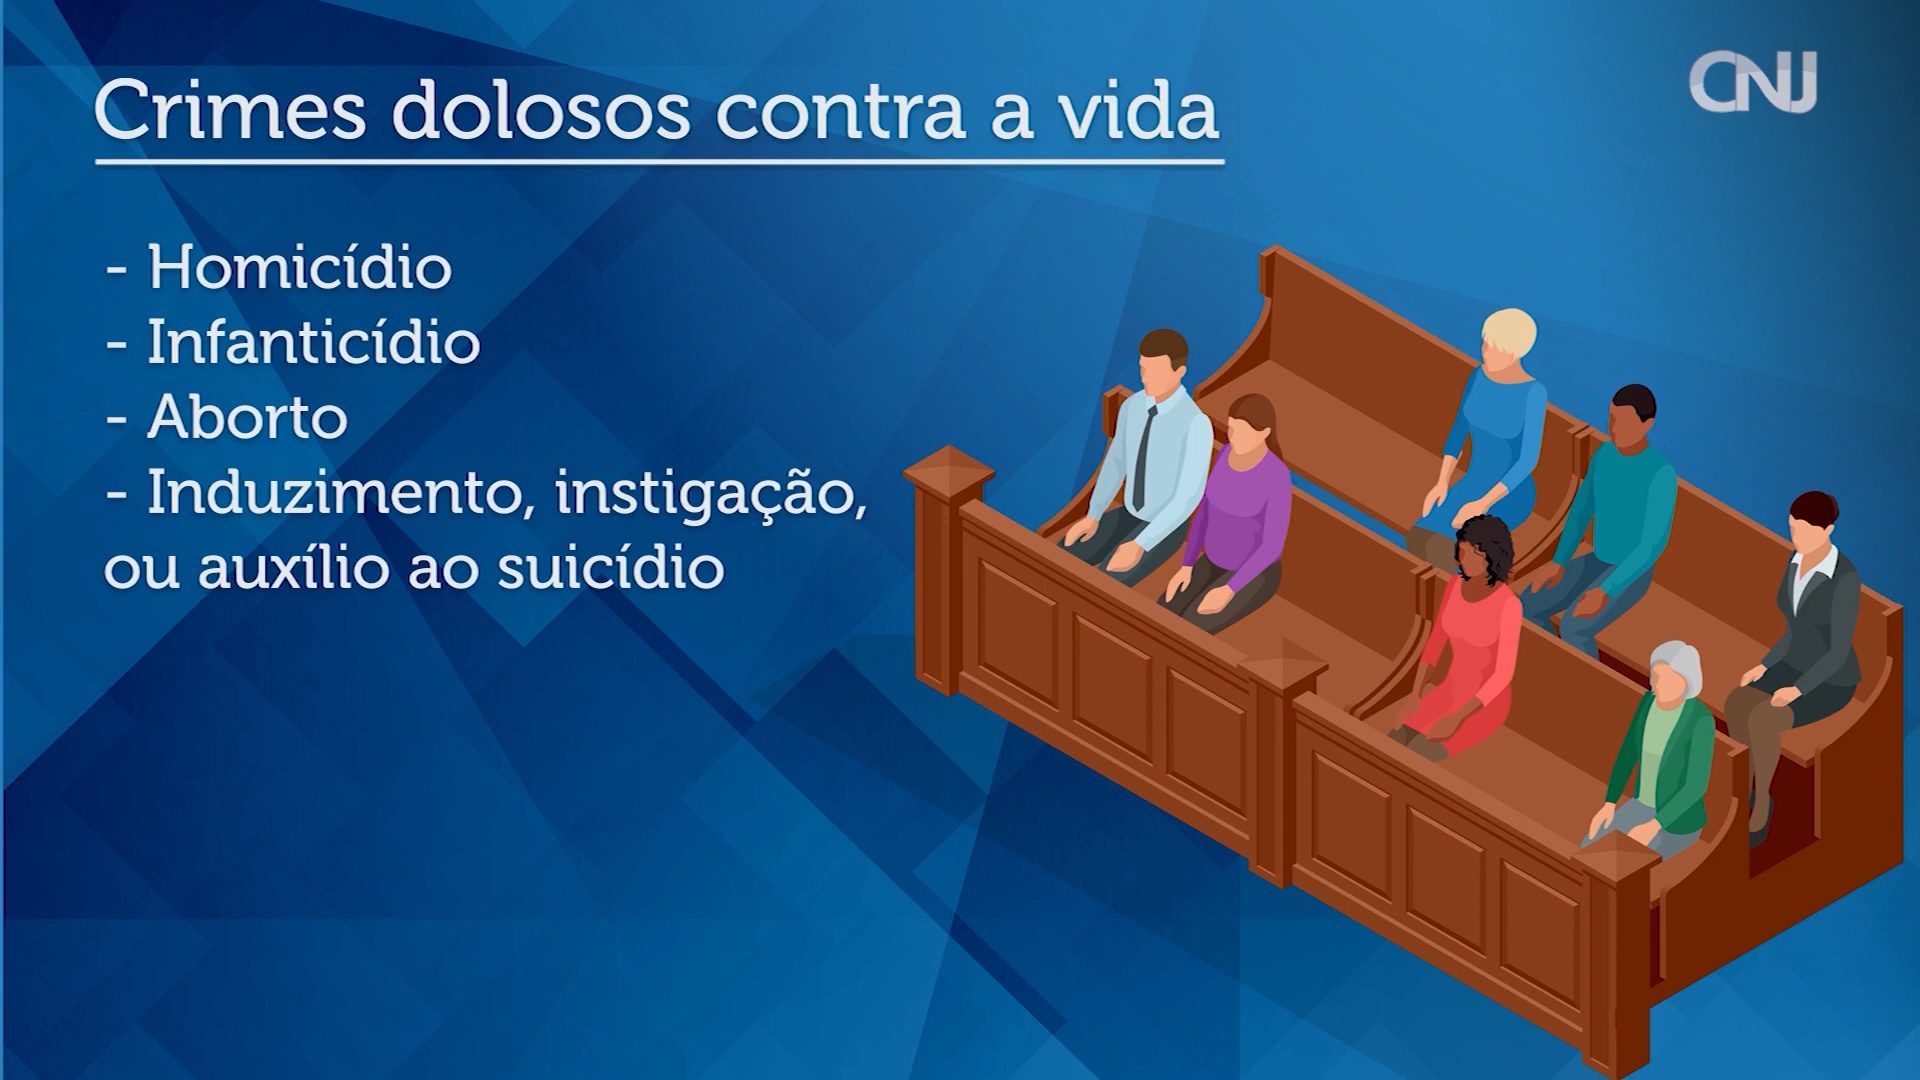 Crimes dolosos contra a vida
CNJ
- Homicídio
- Infanticídio
- Aborto
- Induzimento, instigação,
ou auxílio ao suicídio